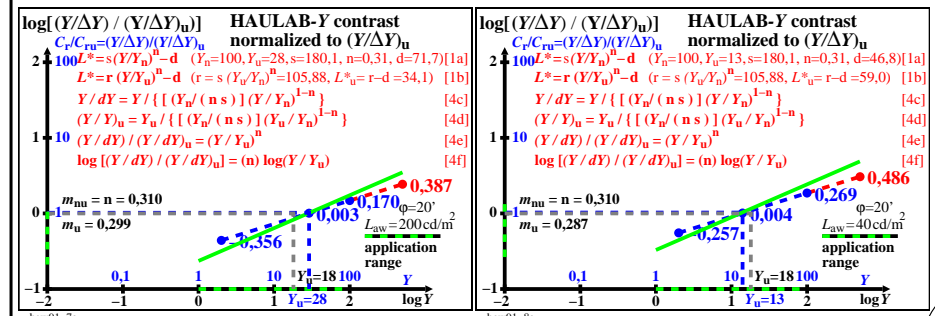 log[(Y/ΔY) / (Y/ΔY)u)]
HAULAB-Y contrast
Cr/Cru=(Y/ΔY)/(Y/ΔY)u
normalized to (Y/ΔY)u
2
100
L*=s(Y/Yn)^n−d (Yn=100, Yu=28, s=180,1, n=0,31, d=71,7)[1a]
L*=r (Y/Yu)^n−d (r = s (Yu/Yn)^n=105,88, L*u=r−d=34,1) [1b]
Y / dY = Y / { [ (Yn/ ( n s ) ] (Y/ Yn)^1−n } [4c]
(Y / Y)u = Yu / { [ (Yn/ ( n s ) ] (Yu / Yn)^1−n } [4d]
1
10
(Y / dY) / (Y / dY)u = (Y / Yu)^n [4e]
log [(Y / dY) / (Y / dY)u] = (n) log(Y / Yu) [4f]
0,387
mnu = n = 0,310
0,170
φ=20’
0
1
0,003
mu = 0,299
Law=200cd/m²
−0,356
application
range
0,1
1
10
Yu=18
100
Y
−1
−2
−1
0
1
Yu=28
2
log Y
log[(Y/ΔY) / (Y/ΔY)u)]
HAULAB-Y contrast
Cr/Cru=(Y/ΔY)/(Y/ΔY)u
normalized to (Y/ΔY)u
2
100
L*=s(Y/Yn)^n−d (Yn=100, Yu=13, s=180,1, n=0,31, d=46,8)[1a]
L*=r (Y/Yu)^n−d (r = s (Yu/Yn)^n=105,88, L*u=r−d=59,0) [1b]
Y / dY = Y / { [ (Yn/ ( n s ) ] (Y/ Yn)^1−n } [4c]
(Y / Y)u = Yu / { [ (Yn/ ( n s ) ] (Yu / Yn)^1−n } [4d]
1
10
(Y / dY) / (Y / dY)u = (Y / Yu)^n [4e]
log [(Y / dY) / (Y / dY)u] = (n) log(Y / Yu) [4f]
0,486
mnu = n = 0,310
0,269
φ=20’
0
1
0,004
mu = 0,287
Law=40cd/m²
−0,257
application
range
0,1
1
10
Yu=18
100
Y
−1
−2
−1
0
1
Yu=13
2
log Y